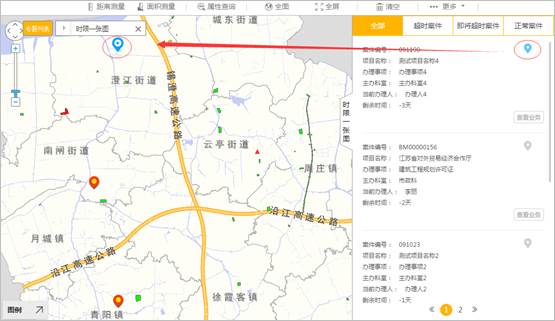 距离测量 面积测量 属性查询 全图 全屏 清空 更多
专题列表 时限一张图
城东街道
澄江街道
锡澄高速公路
云亭街道
南闸街道
周庄镇
时限一张图
沿江高速公路
月城镇
沿江高速公路
徐霞客镇
青阳镇
图例
全部 超时案件 即将超时案件 正常案件
案件编号： 091190
项目名称： 测试项目名称4
办理事项： 办理事项4
主办科室： 主办科室4
当前办理人： 办理人4
剩余时间： -3天
查看业务
案件编号： BM00000156
项目名称： 江苏省对外贸易经济合作厅
办理事项： 建筑工程规划许可证
主办科室： 市政科
当前办理人： 李丽
剩余时间： -2天
查看业务
案件编号： 091023
项目名称： 测试项目名称2
办理事项： 办理事项2
主办科室： 主办科室2
当前办理人： 办理人2
剩余时间： -1天
1 2